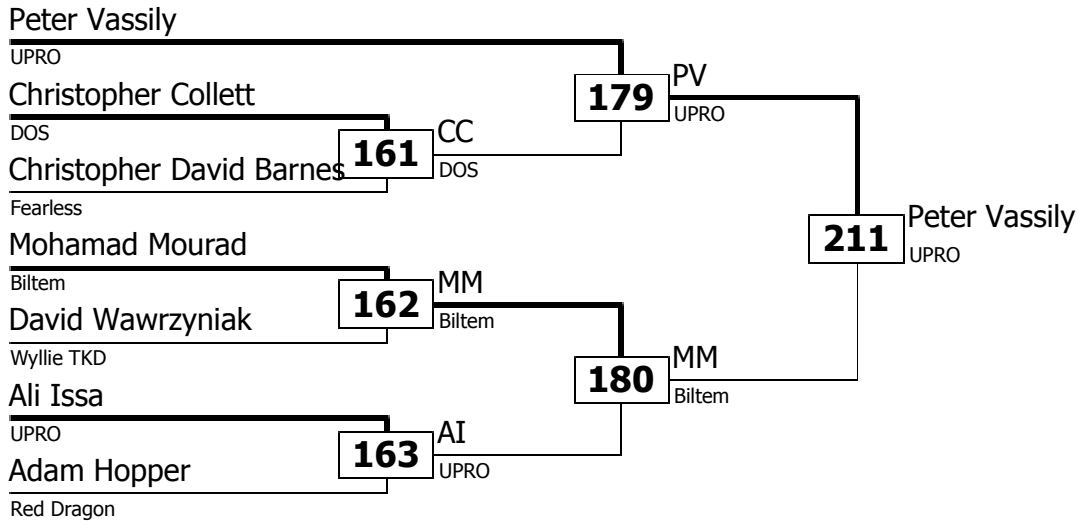 Peter Vassily
UPRO
Christopher Collett
DOS
Christopher David Barnes
Fearless
Mohamad Mourad
Biltem
David Wawrzyniak
Wyllie TKD
Ali Issa
UPRO
Adam Hopper
Red Dragon
161
CC
DOS
162
MM
Biltem
163
AI
UPRO
179
PV
UPRO
180
MM
Biltem
211
Peter Vassily
UPRO